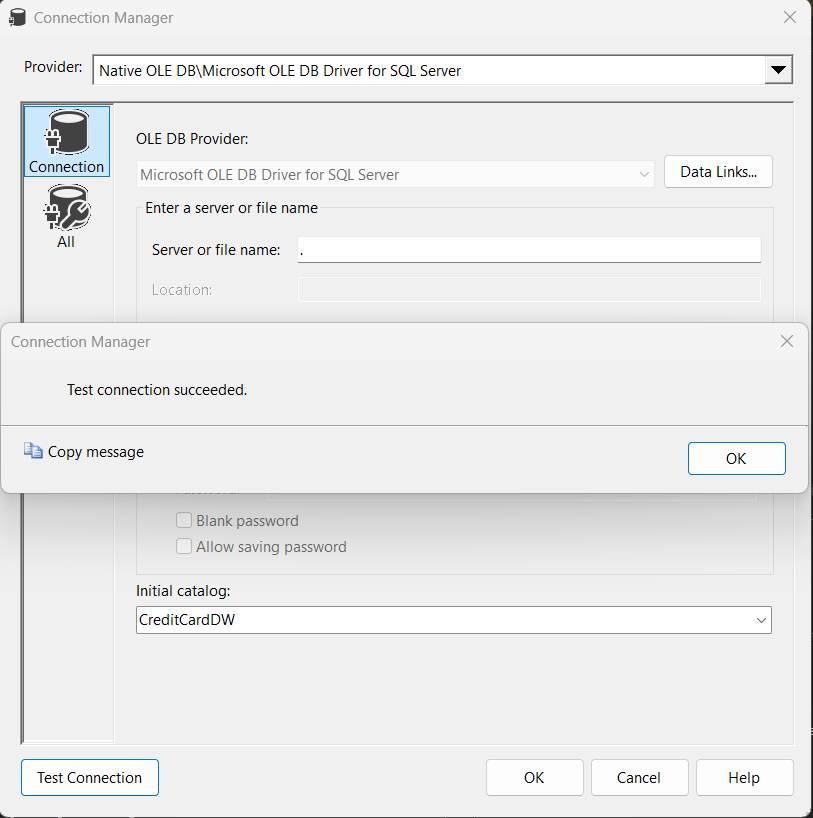 Connection Manager
Provider: Native OLE DB\Microsoft OLE DB Driver for SQL Server
Connection
All
OLE DB Provider:
Microsoft OLE DB Driver for SQL Server
Data Links...
Enter a server or file name
Server or file name: .
Location:
Connection Manager
Test connection succeeded.
Copy message
OK
Blank password
Allow saving password
Initial catalog:
CreditCardDW
Test Connection OK Cancel Help